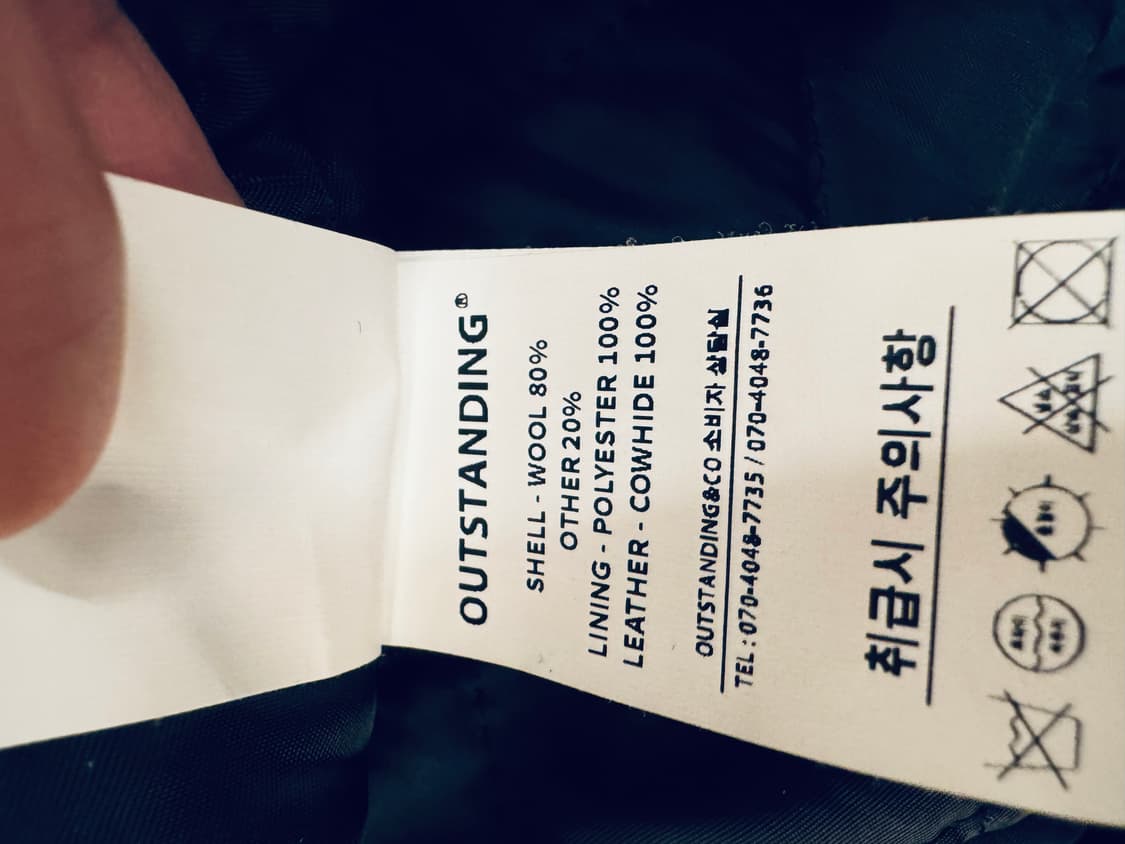 OUTSTANDING®
SHELL - WOOL 80%
OTHER 20%
LINING - POLYESTER 100%
LEATHER - COWHIDE 100%
OUTSTANDING&CO 소비자 상담실
TEL : 070-4048-7735 / 070-4048-7736
취급시 주의사항